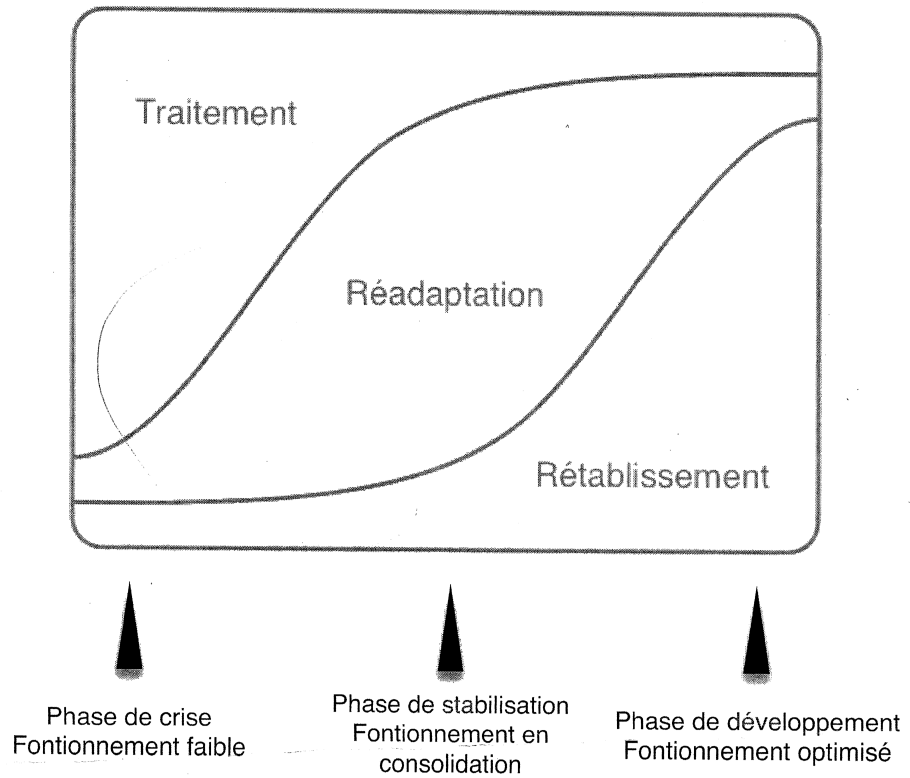 Traitement
Réadaptation
Rétablissement
Phase de crise
Fontionnement faible
Phase de stabilisation
Fontionnement en
consolidation
Phase de développement
Fontionnement optimisé